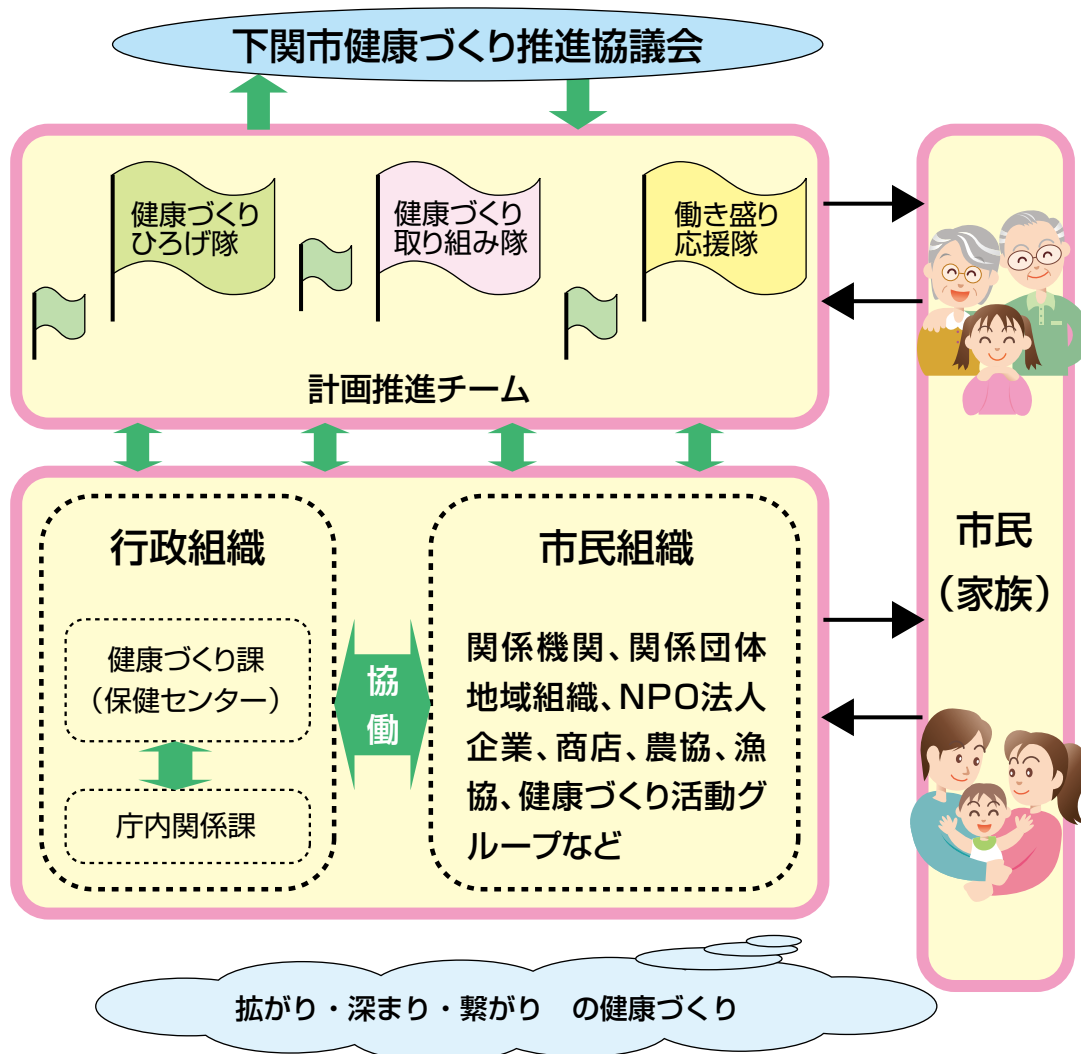 下関市健康づくり推進協議会
健康づくり
ひろげ隊
健康づくり
取り組み隊
働き盛り
応援隊
計画推進チーム
行政組織
健康づくり課
（保健センター）
庁内関係課
協
働
市民組織
関係機関、関係団体
地域組織、NPO法人
企業、商店、農協、漁
協、健康づくり活動グ
ループなど
市民
（家族）
拡がり・深まり・繋がり　の健康づくり